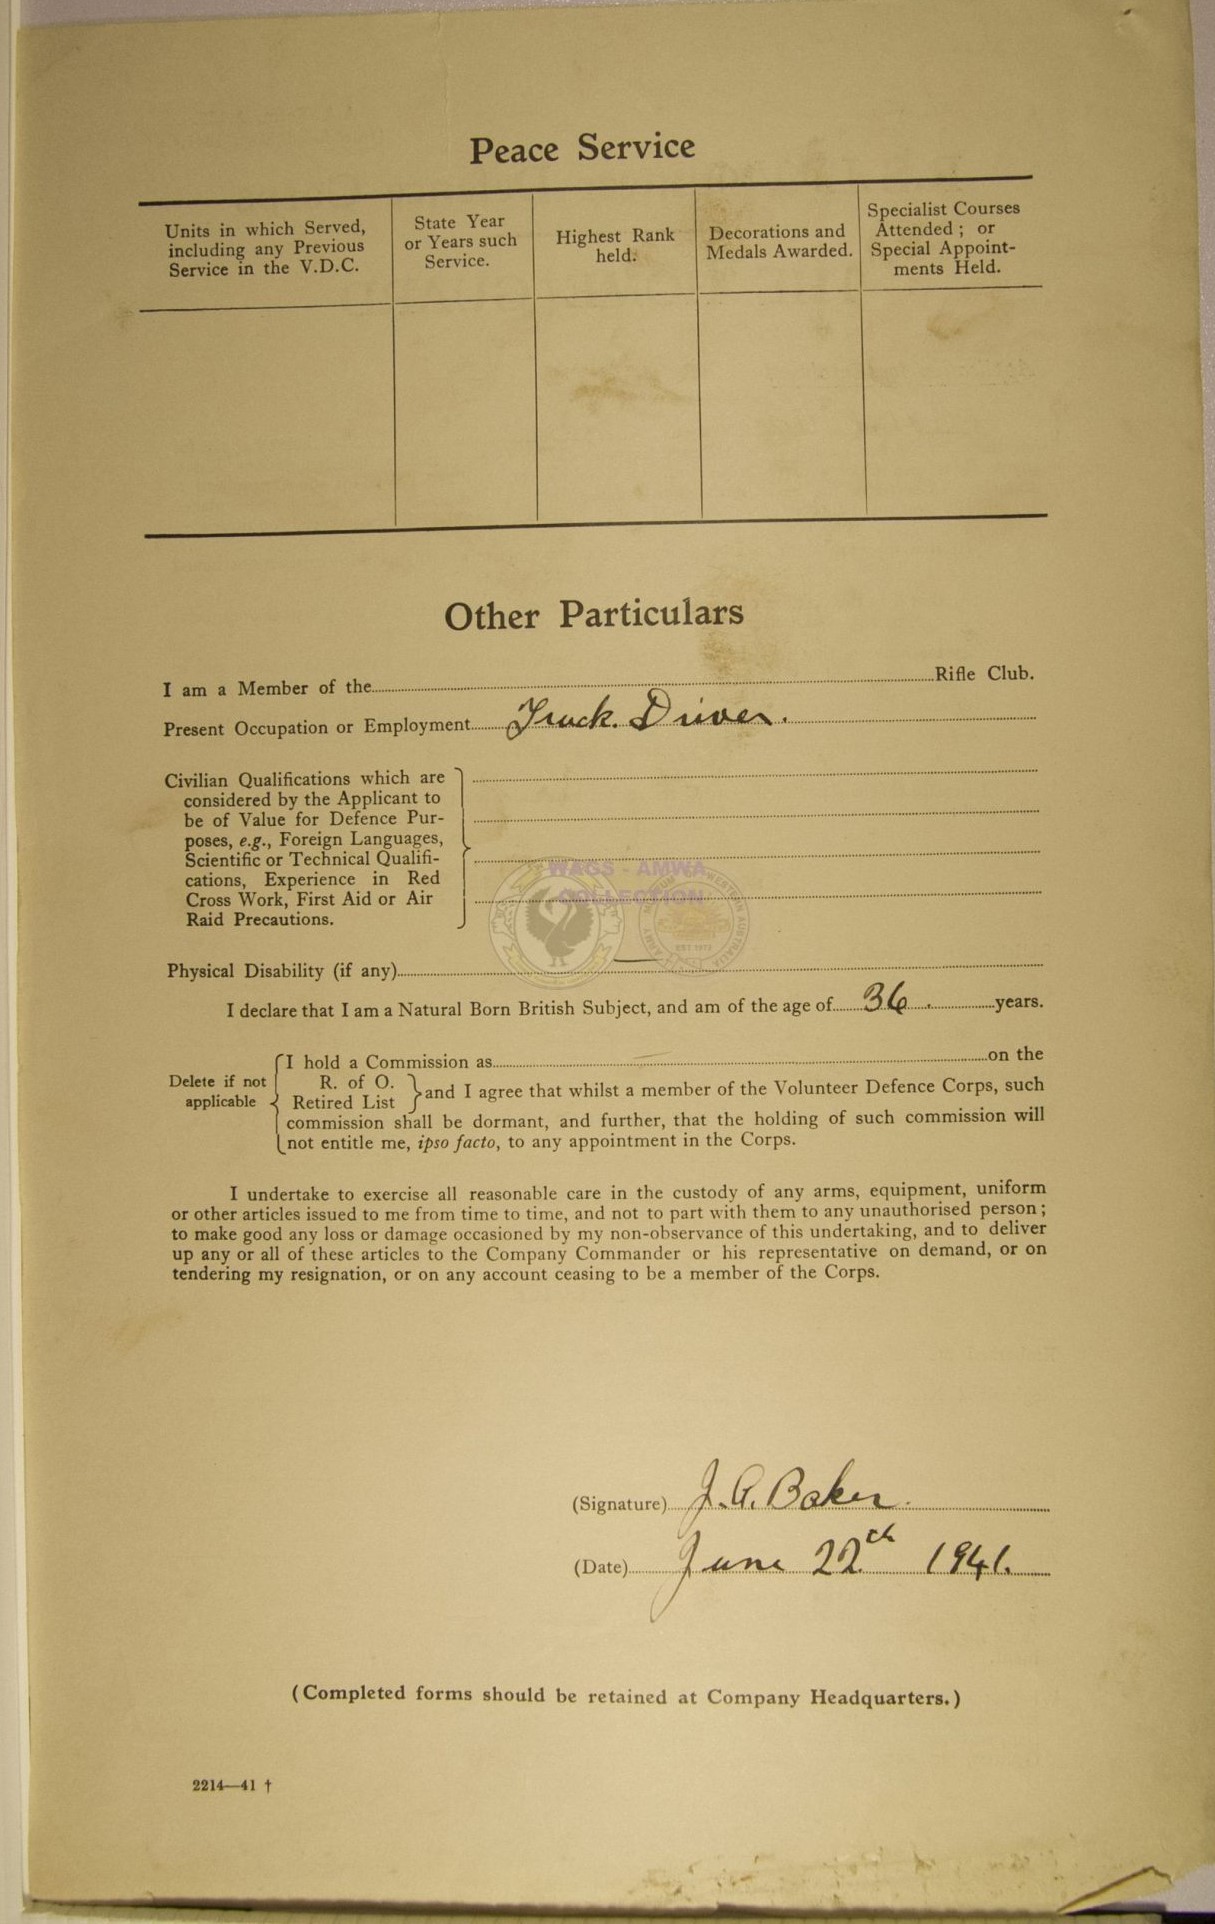 Peace Service
Units in which Served,
including any Previous
Service in the V.D.C.
State Year
or Years such
Service.
Highest Rank
held.
Decorations and
Medals Awarded.
Specialist Courses
Attended ; or
Special Appoint-
ments Held.
Other Particulars
I am a Member of the Rifle Club.
Present Occupation or Employment Truck Driver.
Civilian Qualifications which are
considered by the Applicant to
be of Value for Defence Pur-
poses, e.g., Foreign Languages,
Scientific or Technical Qualifi-
cations, Experience in Red
Cross Work, First Aid or Air
Raid Precautions.
WAGS - AMWA
COLLECTION
Physical Disability (if any) —
I declare that I am a Natural Born British Subject, and am of the age of 36 years.
Delete if not
applicable
I hold a Commission as on the
R. of O.
Retired List
and I agree that whilst a member of the Volunteer Defence Corps, such
commission shall be dormant, and further, that the holding of such commission will
not entitle me, ipso facto, to any appointment in the Corps.
I undertake to exercise all reasonable care in the custody of any arms, equipment, uniform
or other articles issued to me from time to time, and not to part with them to any unauthorised person ;
to make good any loss or damage occasioned by my non-observance of this undertaking, and to deliver
up any or all of these articles to the Company Commander or his representative on demand, or on
tendering my resignation, or on any account ceasing to be a member of the Corps.
(Signature) J. A. Baker.
(Date) June 22th 1941.
(Completed forms should be retained at Company Headquarters.)
2214—41 †